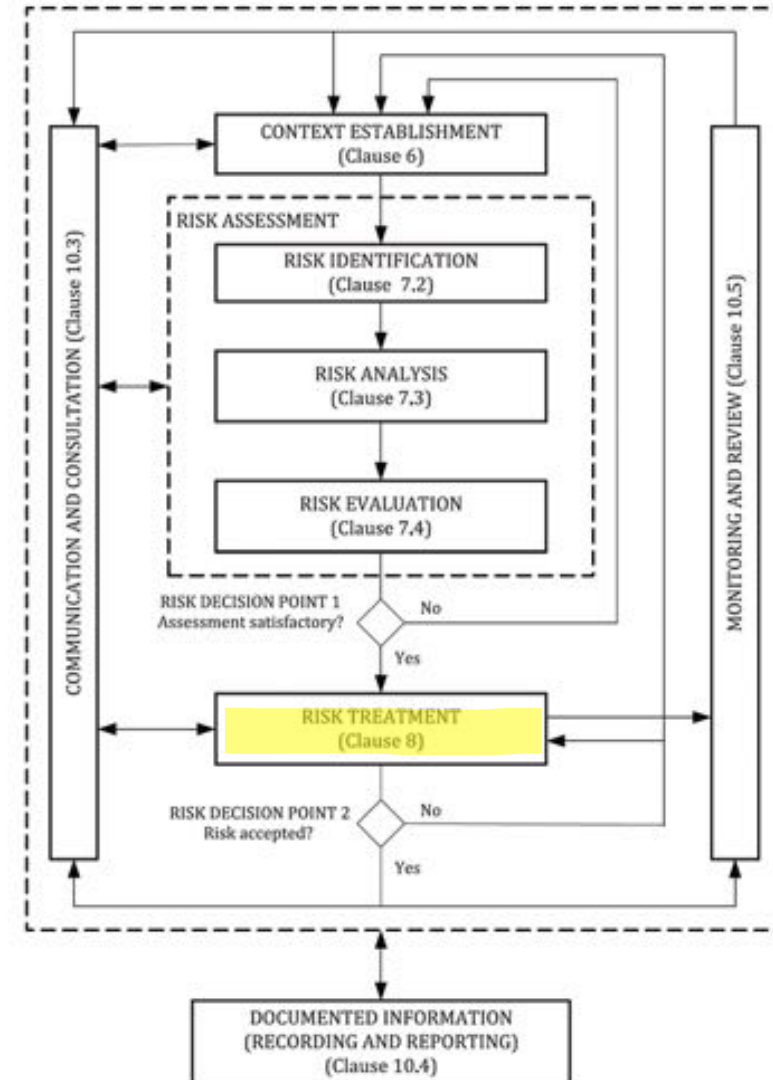 CONTEXT ESTABLISHMENT
(Clause 6)
RISK ASSESSMENT
RISK IDENTIFICATION
(Clause 7.2)
RISK ANALYSIS
(Clause 7.3)
RISK EVALUATION
(Clause 7.4)
COMMUNICATION AND CONSULTATION (Clause 10.3)
MONITORING AND REVIEW (Clause 10.5)
RISK DECISION POINT 1
Assessment satisfactory?
No
Yes
RISK TREATMENT
(Clause 8)
RISK DECISION POINT 2
Risk accepted?
No
Yes
DOCUMENTED INFORMATION
(RECORDING AND REPORTING)
(Clause 10.4)